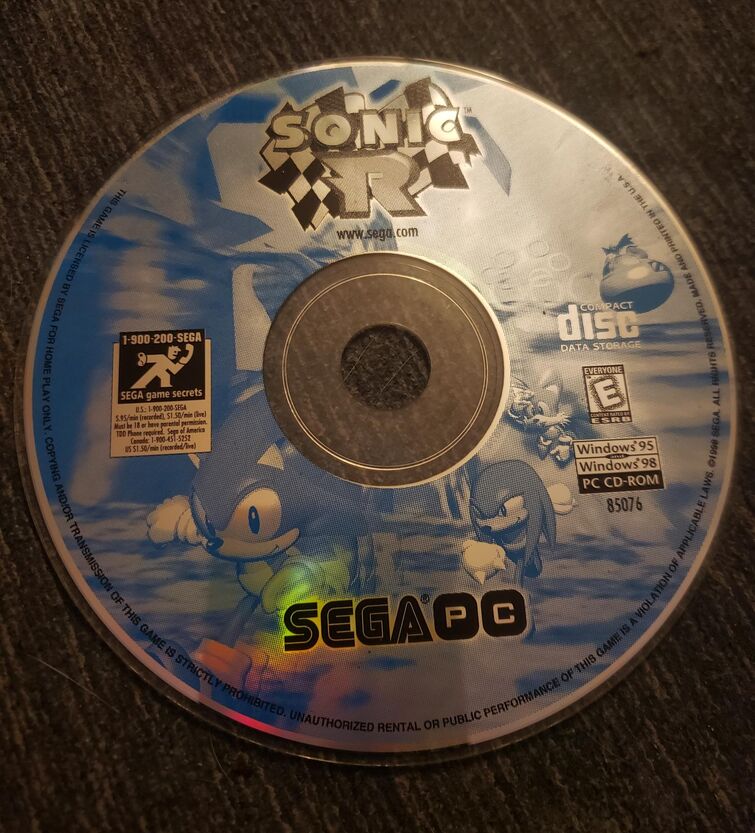 SONIC
R
TM
www.sega.com
1-900-200-SEGA
SEGA game secrets
U.S.: 1-900-200-SEGA
$.95/min (recorded), $1.50/min (live)
Must be 18 or have parental permission.
TDD Phone required. Sega of America
Canada: 1-900-451-5252
US $1.50/min (recorded/live)
COMPACT
disc
DATA STORAGE
EVERYONE
E
CONTENT RATED BY
ESRB
Windows®95
Windows®98
PC CD-ROM
85076
SEGA® PC
THIS GAME IS LICENSED BY SEGA FOR HOME PLAY ONLY. COPYING AND/OR TRANSMISSION OF THIS GAME IS STRICTLY PROHIBITED. UNAUTHORIZED RENTAL OR PUBLIC PERFORMANCE OF THIS GAME IS A VIOLATION OF APPLICABLE LAWS. ©1998 SEGA. ALL RIGHTS RESERVED. MADE AND PRINTED IN THE U.S.A.